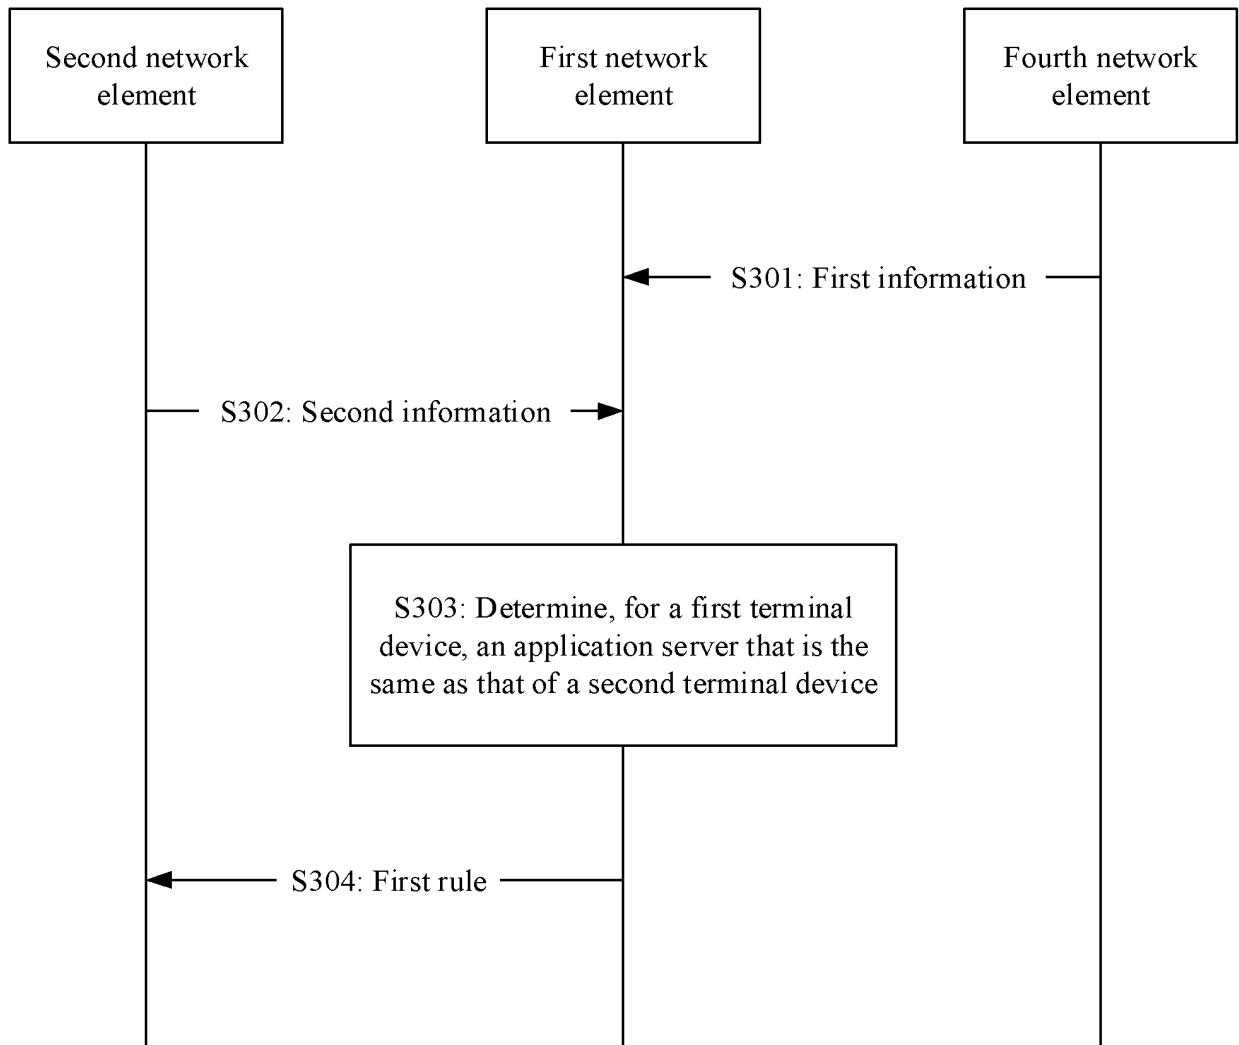 Second network
element
First network
element
Fourth network
element
S301: First information
S302: Second information
S303: Determine, for a first terminal
device, an application server that is the
same as that of a second terminal device
S304: First rule